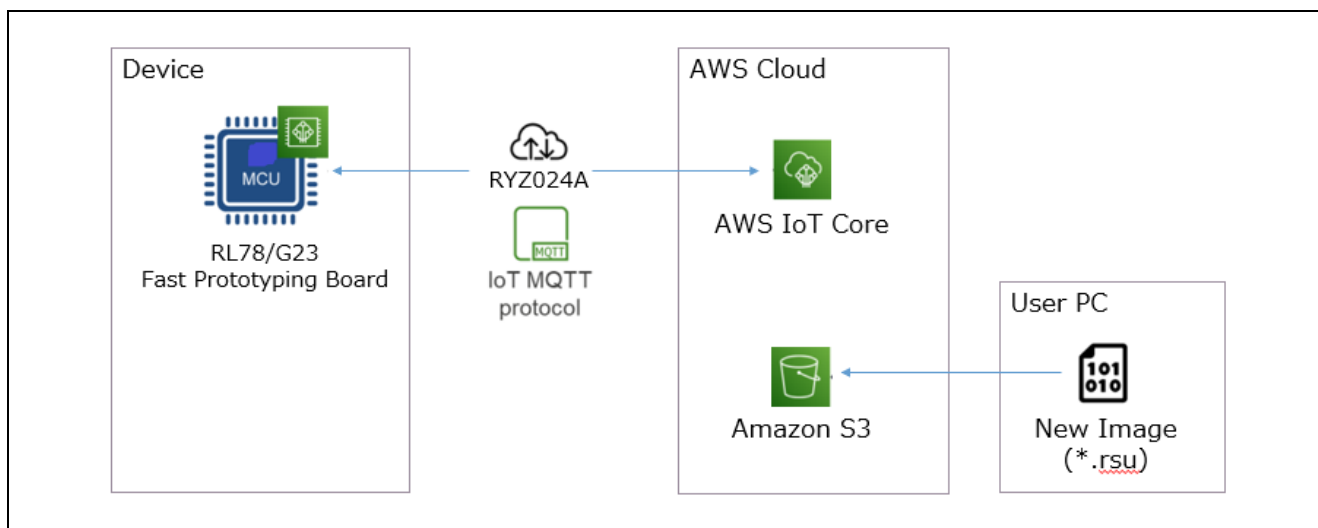 Device
MCU
RL78/G23
Fast Prototyping Board
RYZ024A
MQTT
IoT MQTT
protocol
AWS Cloud
AWS IoT Core
Amazon S3
User PC
101
010
New Image
(*.rsu)